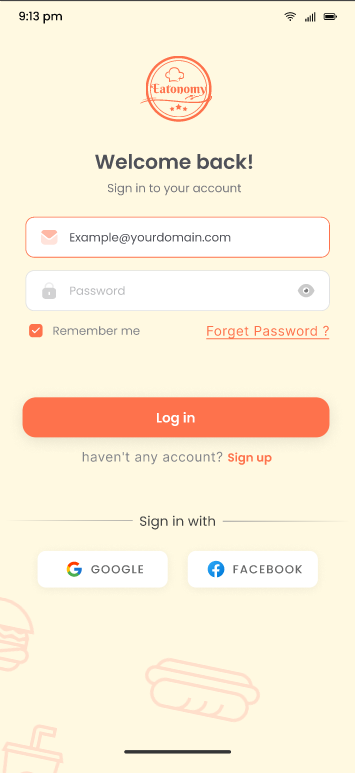 9:13 pm
Eatonomy
Welcome back!
Sign in to your account
Example@yourdomain.com
Password
Remember me
Forget Password ?
Log in
haven't any account? Sign up
Sign in with
GOOGLE
FACEBOOK